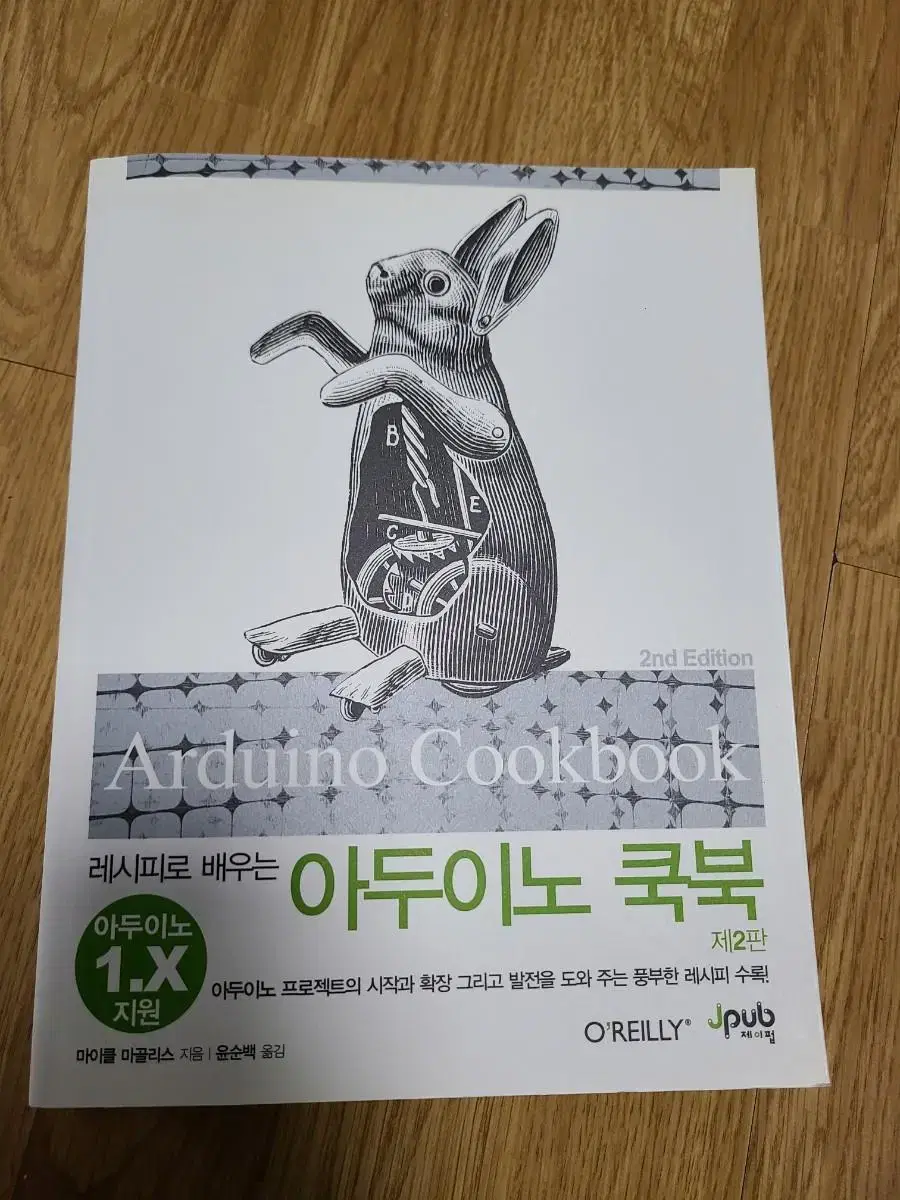 B
E
C
D
2nd Edition
Arduino Cookbook
레시피로 배우는 아두이노 쿡북
제2판
아두이노
1.X
지원
아두이노 프로젝트의 시작과 확장 그리고 발전을 도와 주는 풍부한 레시피 수록!
마이클 마골리스 지음 | 윤순백 옮김
O'REILLY®
Jpub
제이펍